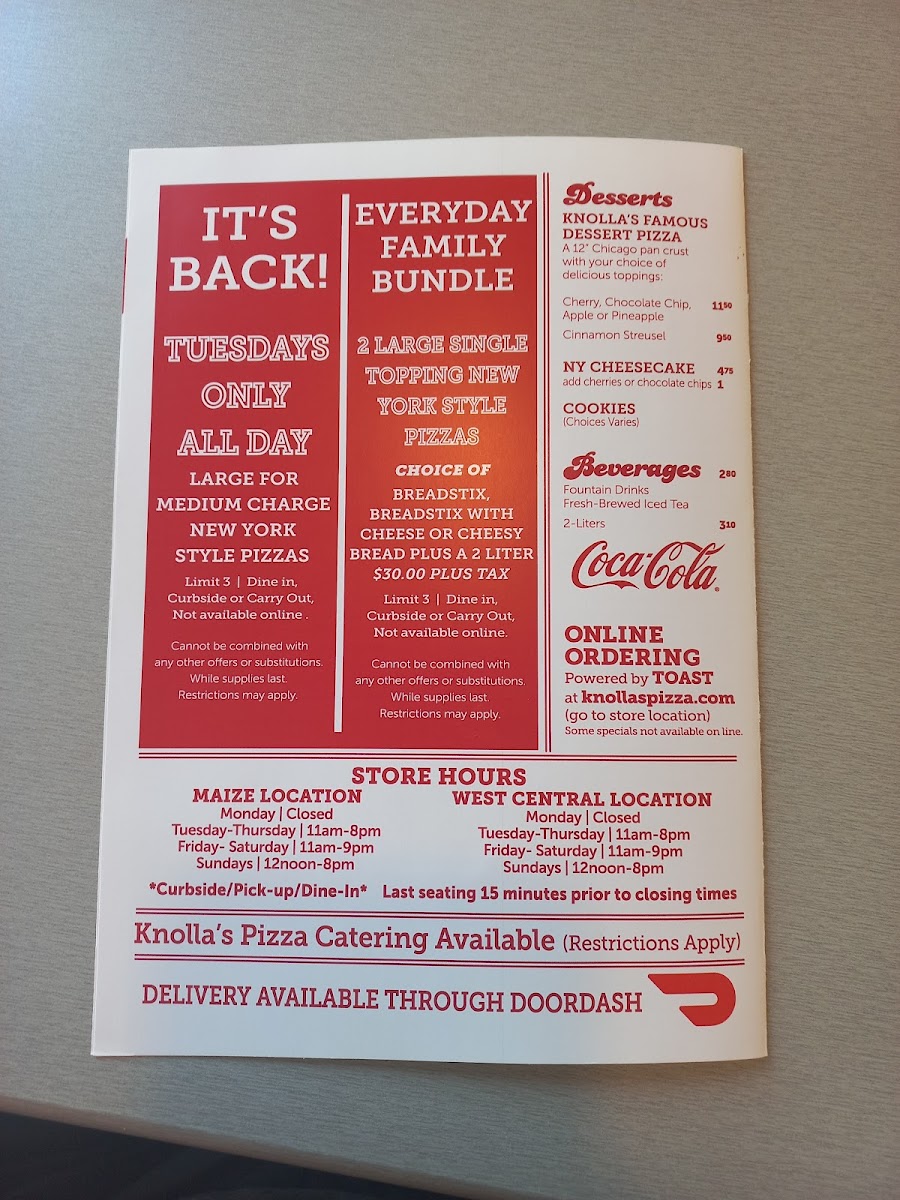 IT'S
BACK!
TUESDAYS
ONLY
ALL DAY
LARGE FOR
MEDIUM CHARGE
NEW YORK
STYLE PIZZAS
Limit 3 | Dine in,
Curbside or Carry Out,
Not available online .
Cannot be combined with
any other offers or substitutions.
While supplies last.
Restrictions may apply.
EVERYDAY
FAMILY
BUNDLE
2 LARGE SINGLE
TOPPING NEW
YORK STYLE
PIZZAS
CHOICE OF
BREADSTIX,
BREADSTIX WITH
CHEESE OR CHEESY
BREAD PLUS A 2 LITER
$30.00 PLUS TAX
Limit 3 | Dine in,
Curbside or Carry Out,
Not available online.
Cannot be combined with
any other offers or substitutions.
While supplies last.
Restrictions may apply.
Desserts
KNOLLA'S FAMOUS
DESSERT PIZZA
A 12" Chicago pan crust
with your choice of
delicious toppings:
Cherry, Chocolate Chip, 1150
Apple or Pineapple
Cinnamon Streusel 950
NY CHEESECAKE 475
add cherries or chocolate chips 1
COOKIES
(Choices Varies)
Beverages 280
Fountain Drinks
Fresh-Brewed Iced Tea
2-Liters 310
Coca-Cola®
ONLINE
ORDERING
Powered by TOAST
at knollaspizza.com
(go to store location)
Some specials not available on line.
STORE HOURS
MAIZE LOCATION
Monday | Closed
Tuesday-Thursday | 11am-8pm
Friday- Saturday | 11am-9pm
Sundays | 12noon-8pm
WEST CENTRAL LOCATION
Monday | Closed
Tuesday-Thursday | 11am-8pm
Friday- Saturday | 11am-9pm
Sundays | 12noon-8pm
*Curbside/Pick-up/Dine-In* Last seating 15 minutes prior to closing times
Knolla's Pizza Catering Available (Restrictions Apply)
DELIVERY AVAILABLE THROUGH DOORDASH